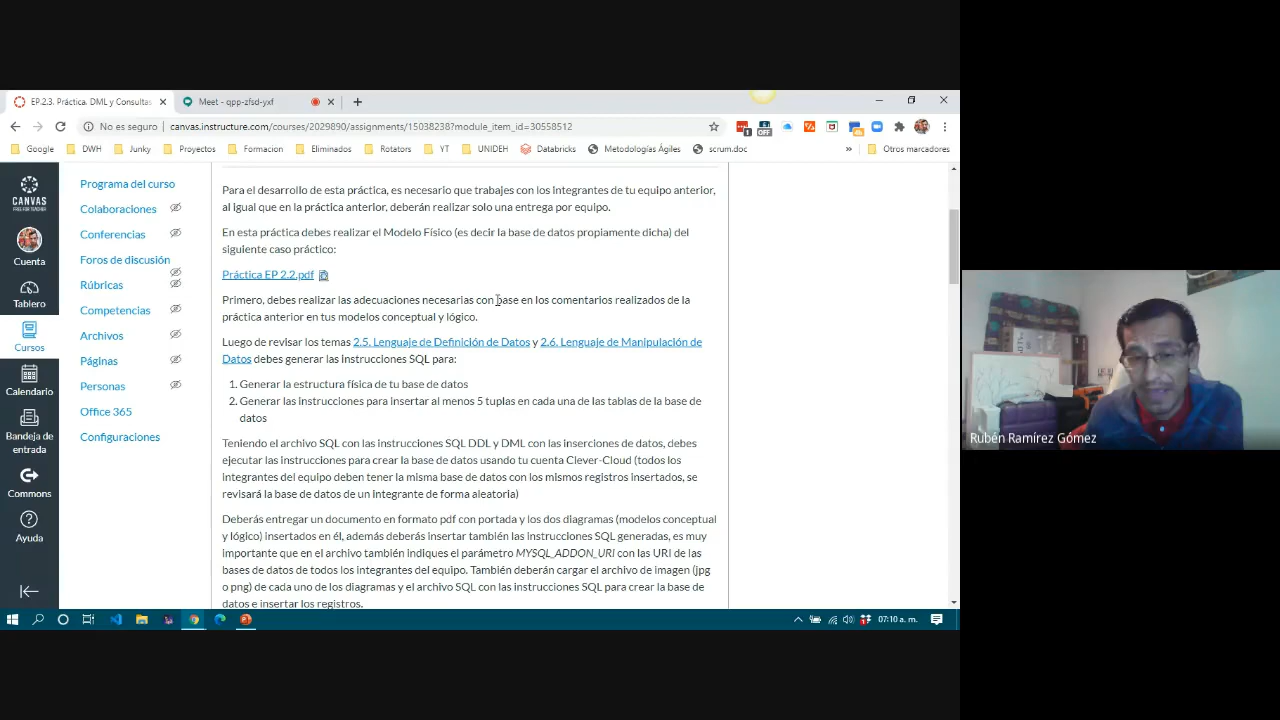 EP.2.3. Práctica. DML y Consultas
Meet - qpp-zfsd-yxf
No es seguro
canvas.instructure.com/courses/2029890/assignments/15038238?module_item_id=30558512
1
OFF
Google
DWH
Junky
Proyectos
Formacion
Eliminados
Rotators
YT
UNIDEH
Databricks
Metodologías Ágiles
scrum.doc
»
Otros marcadores
CANVAS
FREE FOR TEACHER
Cuenta
Tablero
Cursos
Calendario
Bandeja de
entrada
Commons
Ayuda
Programa del curso
Colaboraciones
Conferencias
Foros de discusión
Rúbricas
Competencias
Archivos
Páginas
Personas
Office 365
Configuraciones
Para el desarrollo de esta práctica, es necesario que trabajes con los integrantes de tu equipo anterior,
al igual que en la práctica anterior, deberán realizar solo una entrega por equipo.
En esta práctica debes realizar el Modelo Físico (es decir la base de datos propiamente dicha) del
siguiente caso práctico:
Práctica EP 2.2.pdf
Primero, debes realizar las adecuaciones necesarias con base en los comentarios realizados de la
práctica anterior en tus modelos conceptual y lógico.
Luego de revisar los temas 2.5. Lenguaje de Definición de Datos y 2.6. Lenguaje de Manipulación de
Datos debes generar las instrucciones SQL para:
1. Generar la estructura física de tu base de datos
2. Generar las instrucciones para insertar al menos 5 tuplas en cada una de las tablas de la base de
datos
Teniendo el archivo SQL con las instrucciones SQL DDL y DML con las inserciones de datos, debes
ejecutar las instrucciones para crear la base de datos usando tu cuenta Clever-Cloud (todos los
integrantes del equipo deben tener la misma base de datos con los mismos registros insertados, se
revisará la base de datos de un integrante de forma aleatoria)
Deberás entregar un documento en formato pdf con portada y los dos diagramas (modelos conceptual
y lógico) insertados en él, además deberás insertar también las instrucciones SQL generadas, es muy
importante que en el archivo también indiques el parámetro MYSQL_ADDON_URI con las URI de las
bases de datos de todos los integrantes del equipo. También deberán cargar el archivo de imagen (jpg
o png) de cada uno de los diagramas y el archivo SQL con las instrucciones SQL para crear la base de
datos e insertar los registros.
07:10 a. m.
Rubén Ramírez Gómez